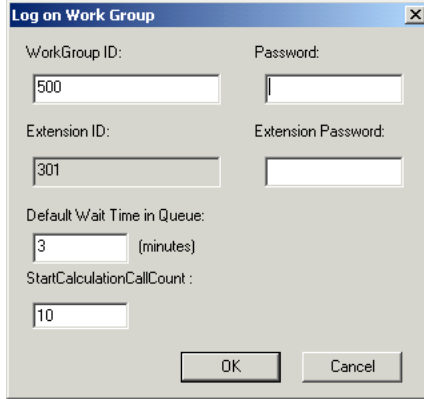 Log on Work Group
WorkGroup ID: Password:
500
Extension ID: Extension Password:
301
Default Wait Time in Queue:
3 (minutes)
StartCalculationCallCount :
10
OK Cancel